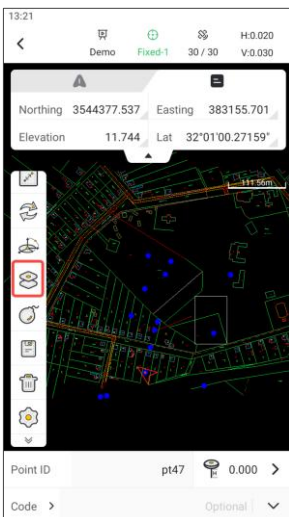 13:21
H:0.020
Demo Fixed-1 30 / 30 V:0.030
Northing 3544377.537 Easting 383155.701
Elevation 11.744 Lat 32°01'00.27159"
111.56m
Point ID pt47 0.000
Code Optional